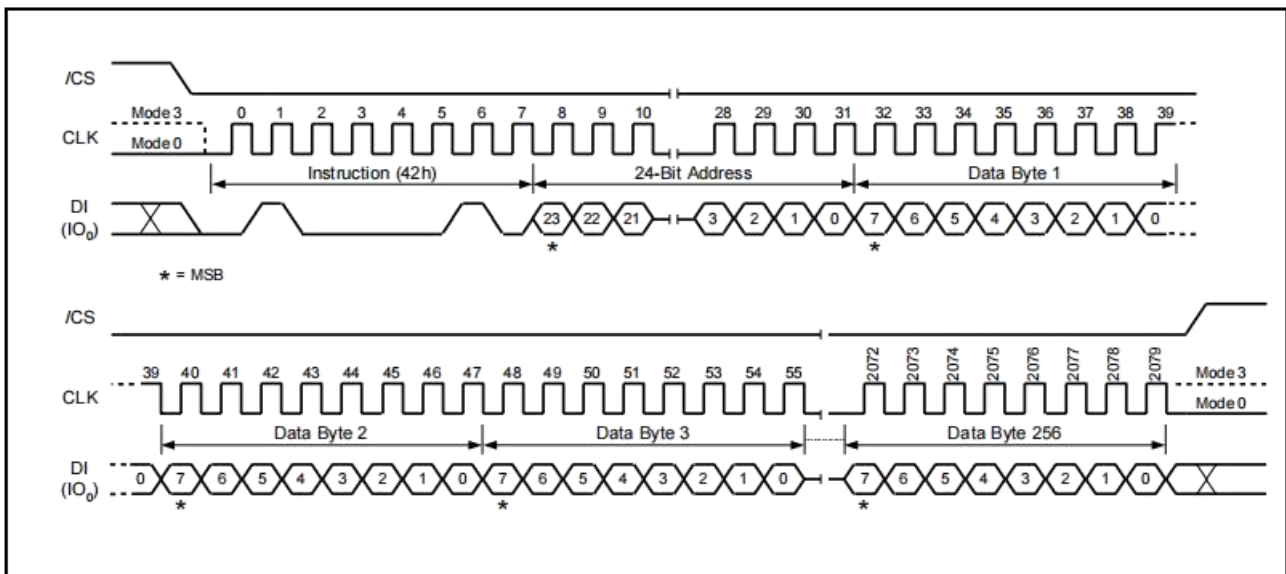 /CS
Mode 3 0 1 2 3 4 5 6 7 8 9 10 28 29 30 31 32 33 34 35 36 37 38 39
CLK
Mode 0
Instruction (42h) 24-Bit Address Data Byte 1
DI
(IO0) 23 22 21 3 2 1 0 7 6 5 4 3 2 1 0
* *
* = MSB
/CS
39 40 41 42 43 44 45 46 47 48 49 50 51 52 53 54 55 2072 2073 2074 2075 2076 2077 2078 2079 Mode 3
CLK
Mode 0
Data Byte 2 Data Byte 3 Data Byte 256
DI
(IO0) 0 7 6 5 4 3 2 1 0 7 6 5 4 3 2 1 0 7 6 5 4 3 2 1 0
* * *